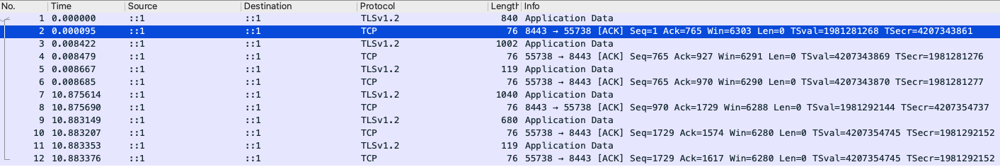 No. Time Source Destination Protocol Length Info
1 0.000000 ::1 ::1 TLSv1.2 840 Application Data
2 0.000095 ::1 ::1 TCP 76 8443 → 55738 [ACK] Seq=1 Ack=765 Win=6303 Len=0 TSval=1981281268 TSecr=4207343861
3 0.008422 ::1 ::1 TLSv1.2 1002 Application Data
4 0.008479 ::1 ::1 TCP 76 55738 → 8443 [ACK] Seq=765 Ack=927 Win=6291 Len=0 TSval=4207343869 TSecr=1981281276
5 0.008667 ::1 ::1 TLSv1.2 119 Application Data
6 0.008685 ::1 ::1 TCP 76 55738 → 8443 [ACK] Seq=765 Ack=970 Win=6290 Len=0 TSval=4207343870 TSecr=1981281277
7 10.875614 ::1 ::1 TLSv1.2 1040 Application Data
8 10.875690 ::1 ::1 TCP 76 8443 → 55738 [ACK] Seq=970 Ack=1729 Win=6288 Len=0 TSval=1981292144 TSecr=4207354737
9 10.883149 ::1 ::1 TLSv1.2 680 Application Data
10 10.883207 ::1 ::1 TCP 76 55738 → 8443 [ACK] Seq=1729 Ack=1574 Win=6280 Len=0 TSval=4207354745 TSecr=1981292152
11 10.883353 ::1 ::1 TLSv1.2 119 Application Data
12 10.883376 ::1 ::1 TCP 76 55738 → 8443 [ACK] Seq=1729 Ack=1617 Win=6280 Len=0 TSval=4207354745 TSecr=1981292152